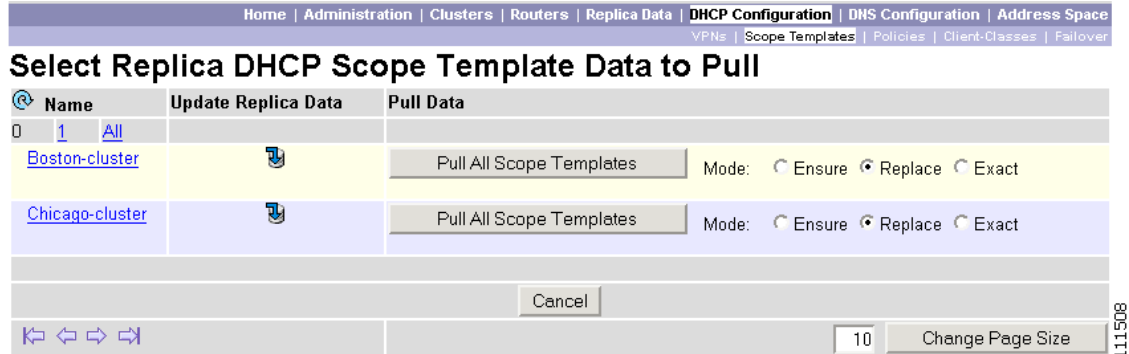 Home | Administration | Clusters | Routers | Replica Data | DHCP Configuration | DNS Configuration | Address Space
VPNs | Scope Templates | Policies | Client-Classes | Failover
Select Replica DHCP Scope Template Data to Pull
Name Update Replica Data Pull Data
0 1 All
Boston-cluster Pull All Scope Templates Mode: Ensure Replace Exact
Chicago-cluster Pull All Scope Templates Mode: Ensure Replace Exact
Cancel
10 Change Page Size
111508